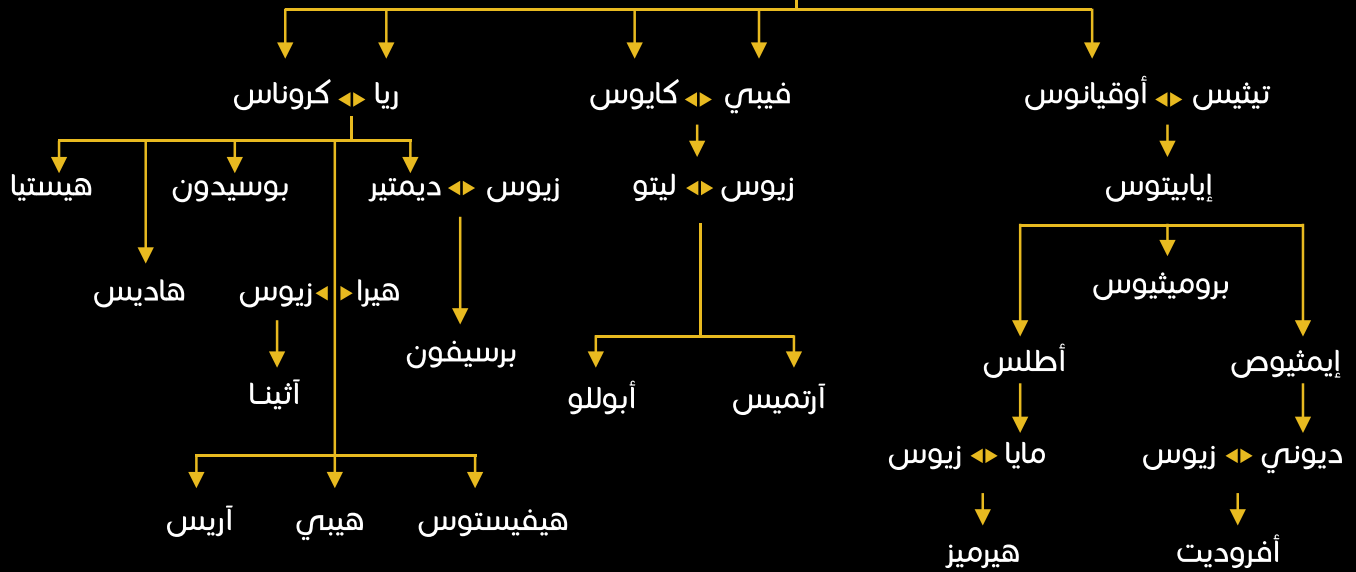 تيثيس أوقيانوس فيبي كايوس ريا كروناس
إيابيتوس زيوس ليتو زيوس ديمتير بوسيدون هيستيا
بروميثيوس هيرا زيوس هاديس
إيمثيوص أطلس برسيفون
آرتميس أبوللو آثينـا
ديوني زيوس مايا زيوس
هيفيستوس هيبي آريس
أفروديت هيرميز